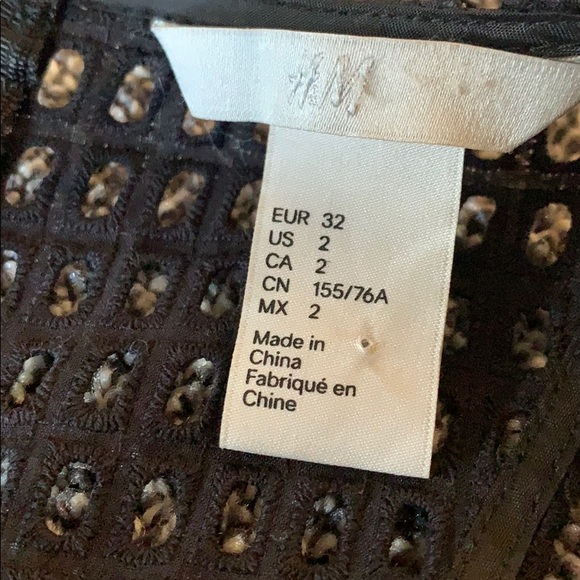 H&M
EUR 32
US 2
CA 2
CN 155/76A
MX 2
Made in
China
Fabriqué en
Chine